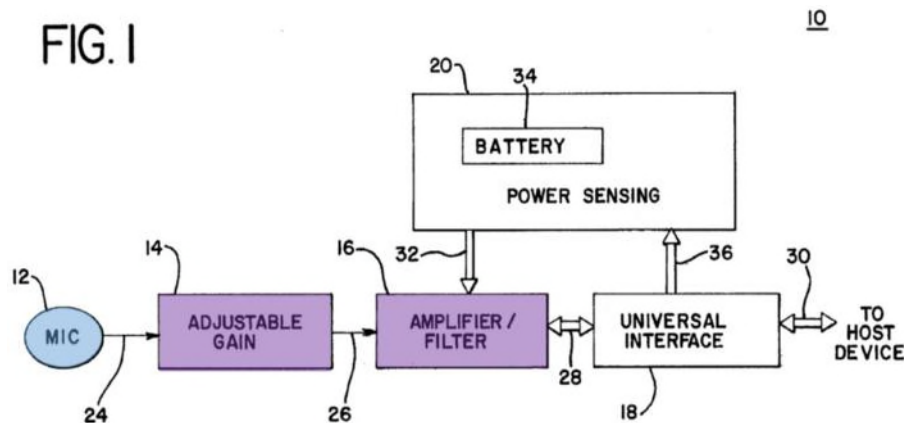 FIG. 1
10
20
34
BATTERY
POWER SENSING
32
36
12
14
16
30
MIC
ADJUSTABLE
GAIN
AMPLIFIER /
FILTER
UNIVERSAL
INTERFACE
TO
HOST
DEVICE
24
26
28
18